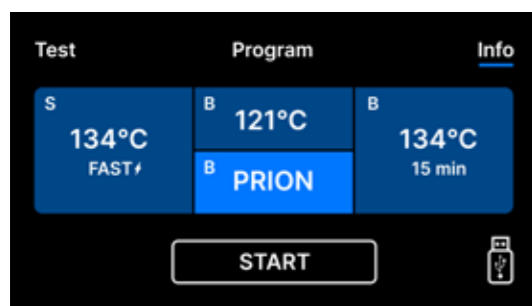 Test Program Info
S
134°C
FAST
B
121°C
B
PRION
B
134°C
15 min
START